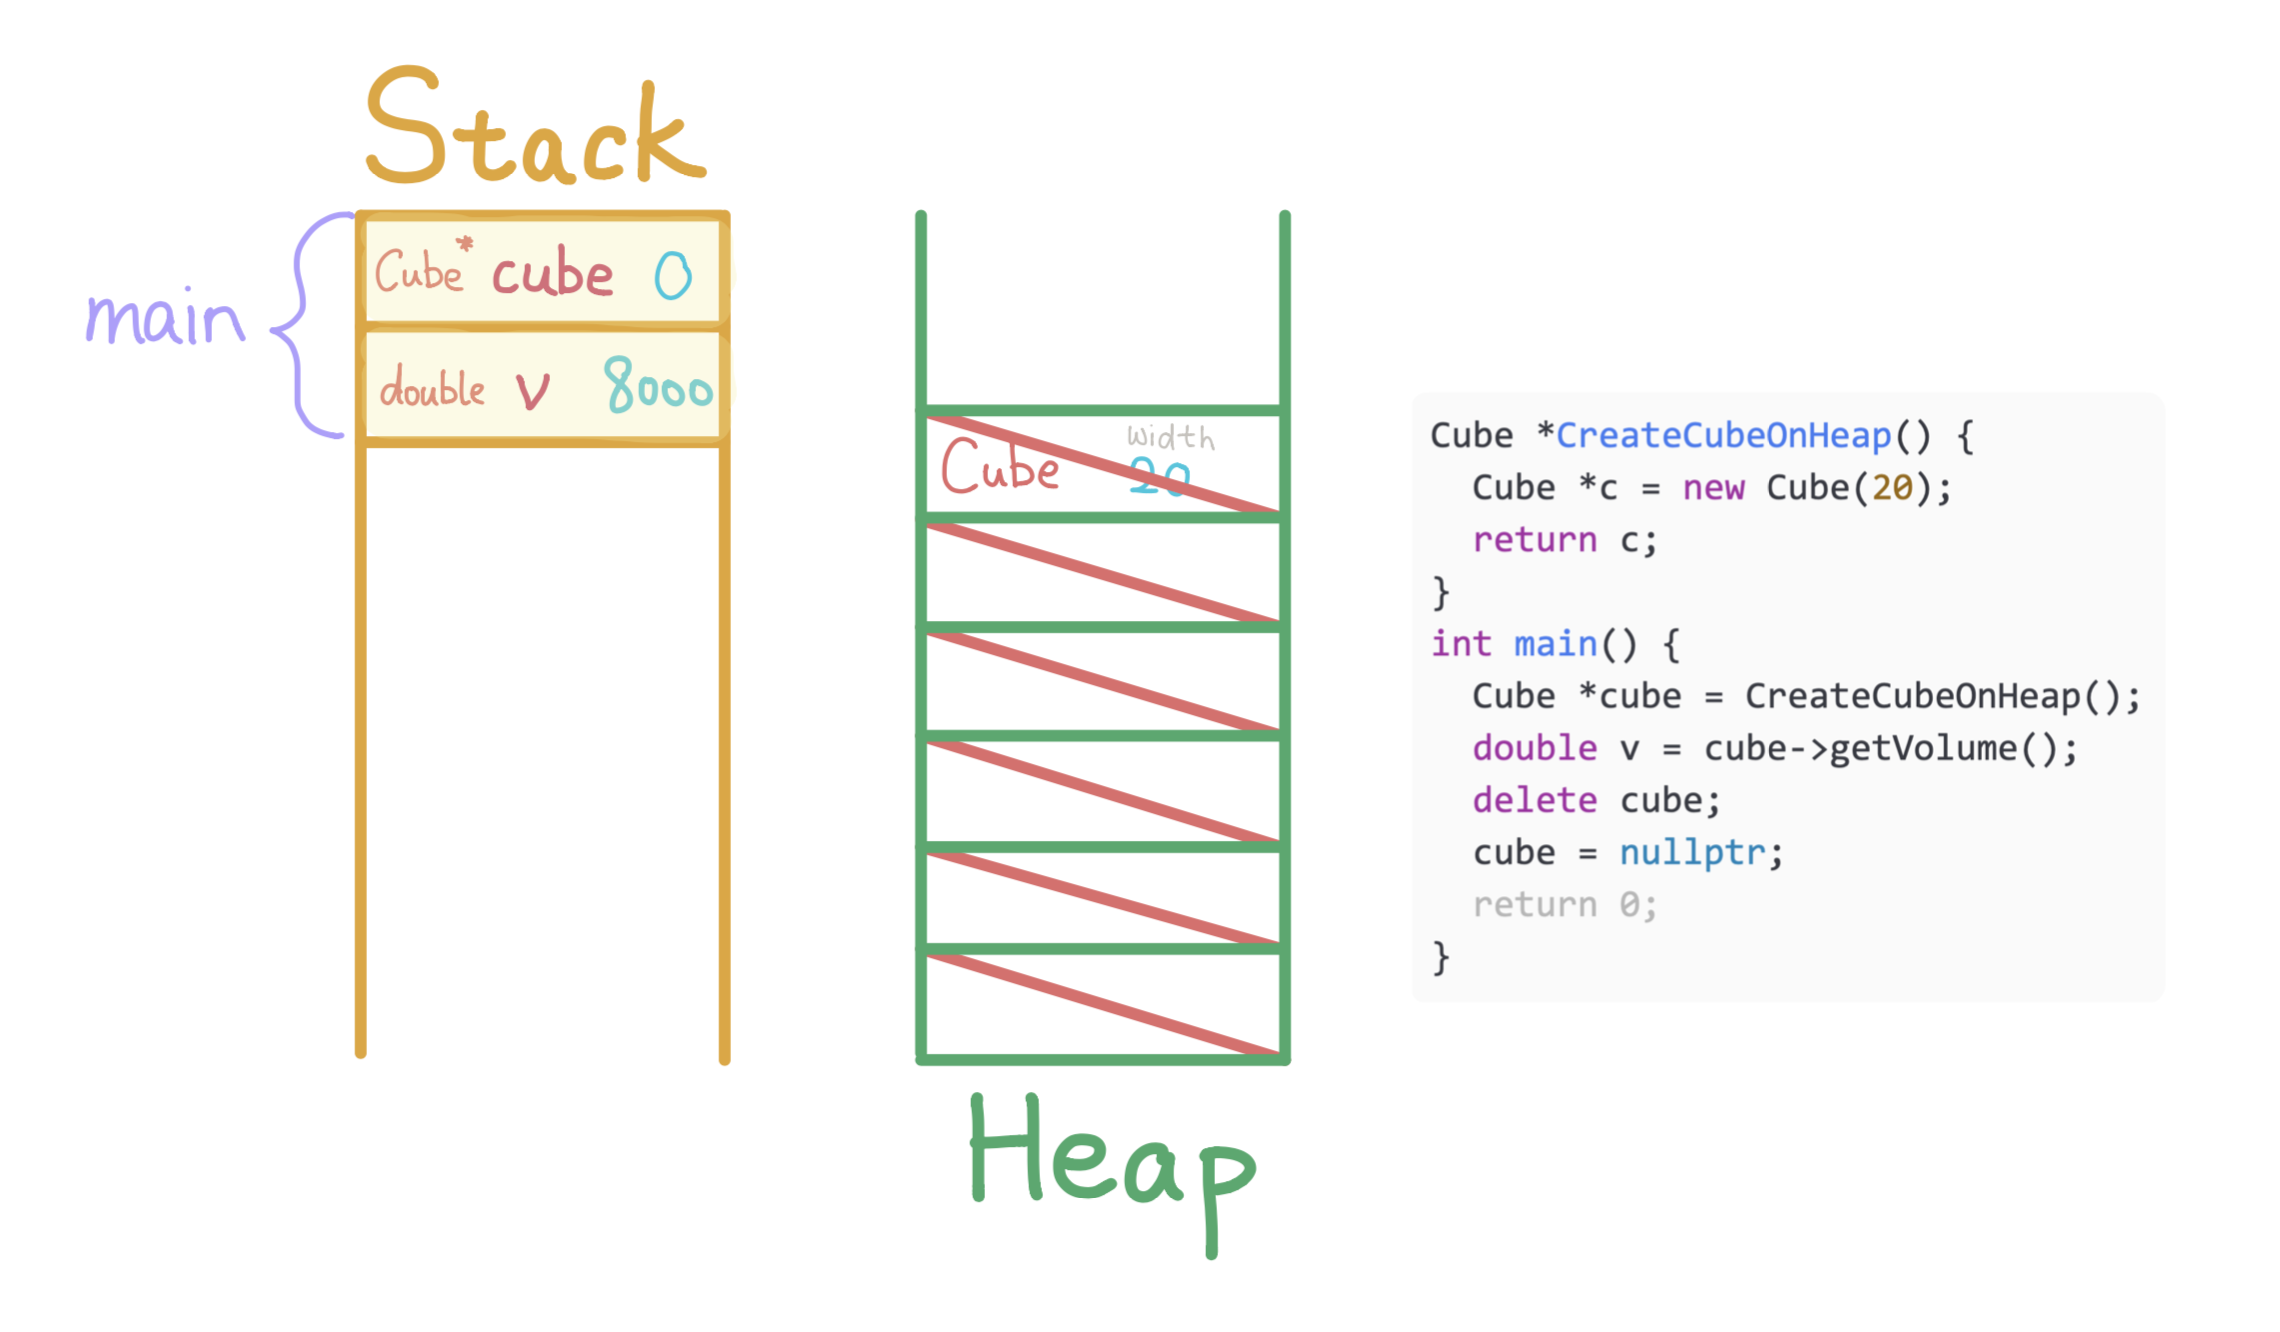 Stack
main
Cube* cube 0
double v 8000
width
Cube 20
Heap
Cube *CreateCubeOnHeap() {
  Cube *c = new Cube(20);
  return c;
}
int main() {
  Cube *cube = CreateCubeOnHeap();
  double v = cube->getVolume();
  delete cube;
  cube = nullptr;
  return 0;
}